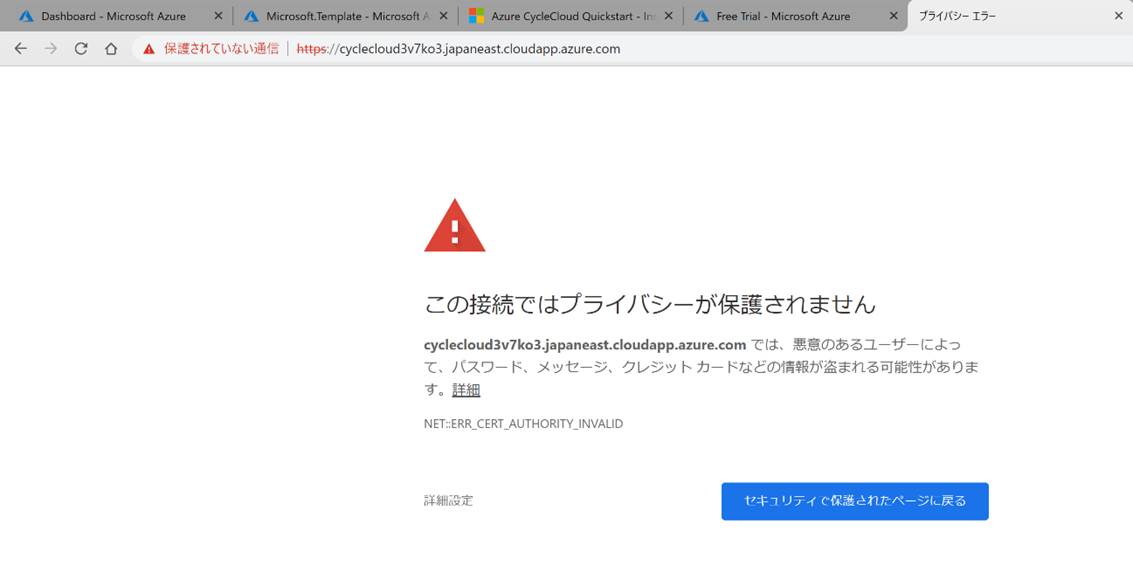 Dashboard - Microsoft Azure
Microsoft.Template - Microsoft A
Azure CycleCloud Quickstart - Ins
Free Trial - Microsoft Azure
プライバシー エラー
保護されていない通信
https://cyclecloud3v7ko3.japaneast.cloudapp.azure.com
この接続ではプライバシーが保護されません
cyclecloud3v7ko3.japaneast.cloudapp.azure.com では、悪意のあるユーザーによっ
て、パスワード、メッセージ、クレジット カードなどの情報が盗まれる可能性がありま
す。詳細
NET::ERR_CERT_AUTHORITY_INVALID
詳細設定
セキュリティで保護されたページに戻る